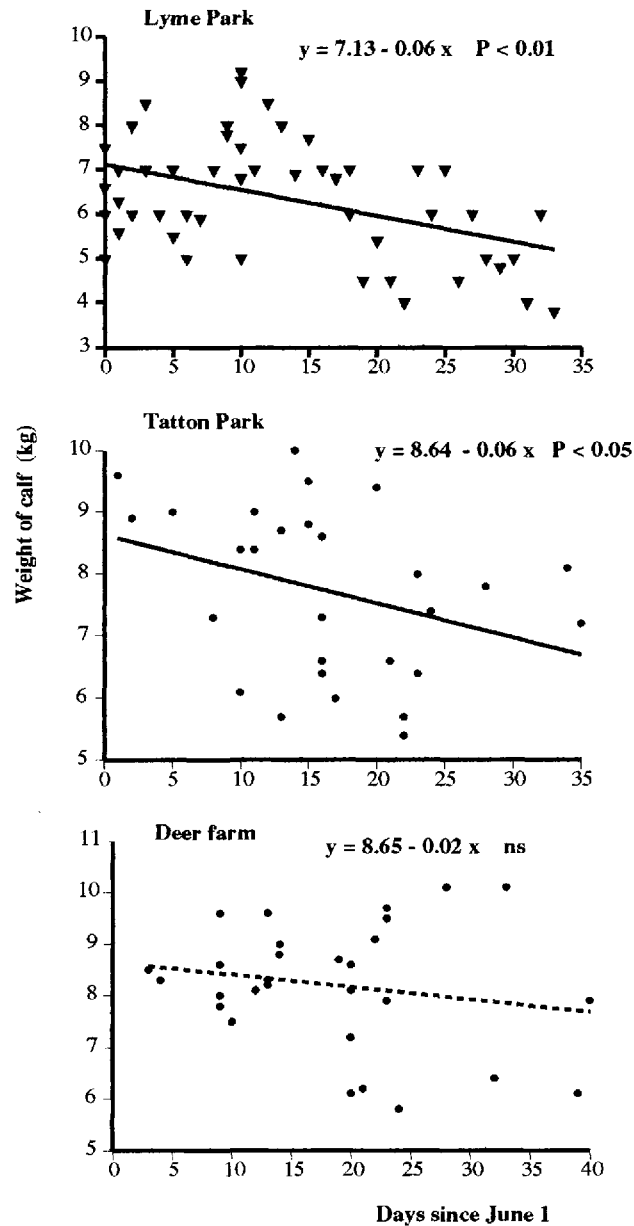 Lyme Park
y = 7.13 - 0.06 x P < 0.01
10
9
8
7
6
5
4
3
0 5 10 15 20 25 30 35
Tatton Park
y = 8.64 - 0.06 x P < 0.05
10
9
8
7
6
5
0 5 10 15 20 25 30 35
Weight of calf (kg)
Deer farm
y = 8.65 - 0.02 x ns
11
10
9
8
7
6
5
0 5 10 15 20 25 30 35 40
Days since June 1